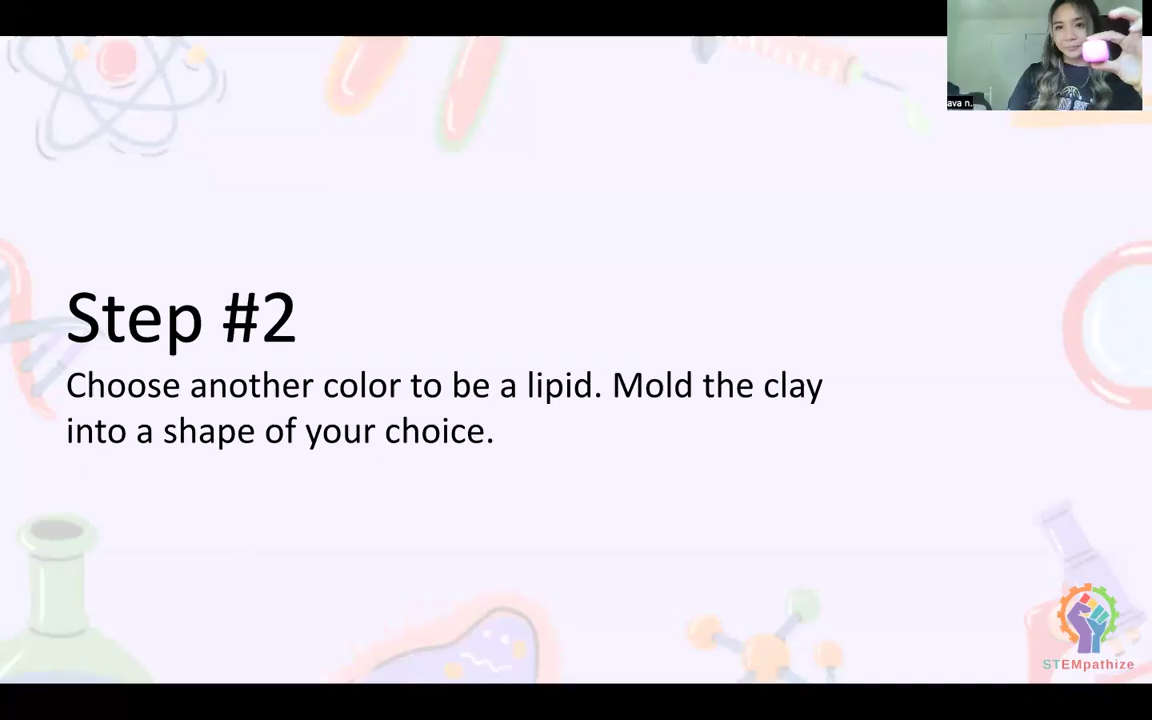 ava n.
Step #2
Choose another color to be a lipid. Mold the clay
into a shape of your choice.
STEMpathize